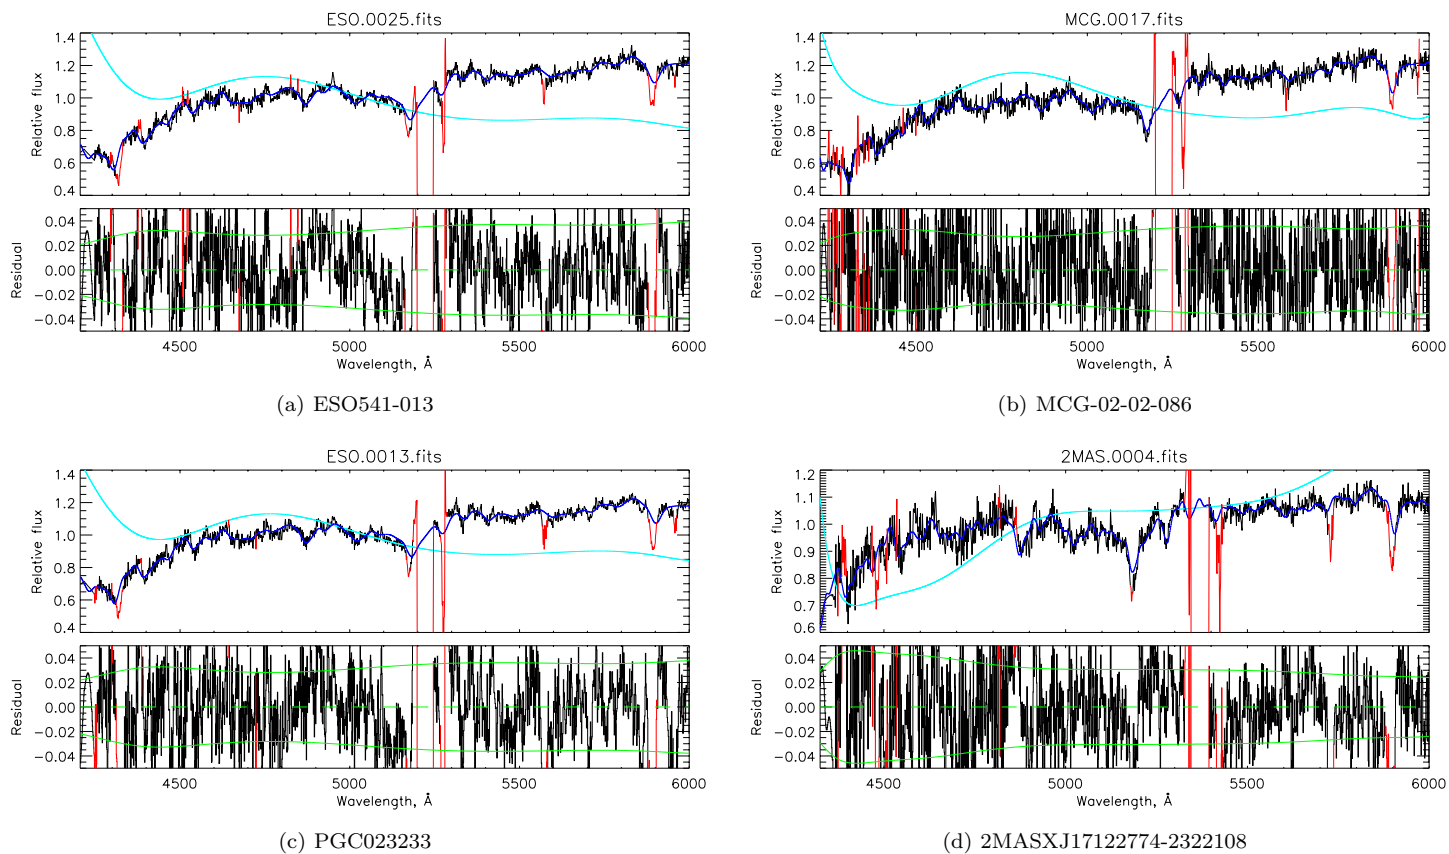 ESO.0025.fits
1.4
1.2
1.0
0.8
0.6
0.4
Relative flux
0.04
0.02
0.00
−0.02
−0.04
Residual
4500 5000 5500 6000
Wavelength, Å
(a) ESO541-013
MCG.0017.fits
1.4
1.2
1.0
0.8
0.6
0.4
Relative flux
0.04
0.02
0.00
−0.02
−0.04
Residual
4500 5000 5500 6000
Wavelength, Å
(b) MCG-02-02-086
ESO.0013.fits
1.4
1.2
1.0
0.8
0.6
0.4
Relative flux
0.04
0.02
0.00
−0.02
−0.04
Residual
4500 5000 5500 6000
Wavelength, Å
(c) PGC023233
2MAS.0004.fits
1.2
1.1
1.0
0.9
0.8
0.7
0.6
Relative flux
0.04
0.02
0.00
−0.02
−0.04
Residual
4500 5000 5500 6000
Wavelength, Å
(d) 2MASXJ17122774-2322108